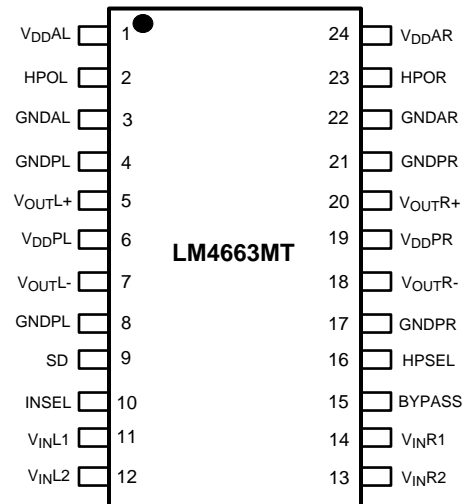 VDDAL 1 24 VDDAR
HPOL 2 23 HPOR
GNDAL 3 22 GNDAR
GNDPL 4 21 GNDPR
VOUTL+ 5 20 VOUTR+
VDDPL 6 19 VDDPR
LM4663MT
VOUTL- 7 18 VOUTR-
GNDPL 8 17 GNDPR
SD 9 16 HPSEL
INSEL 10 15 BYPASS
VINL1 11 14 VINR1
VINL2 12 13 VINR2